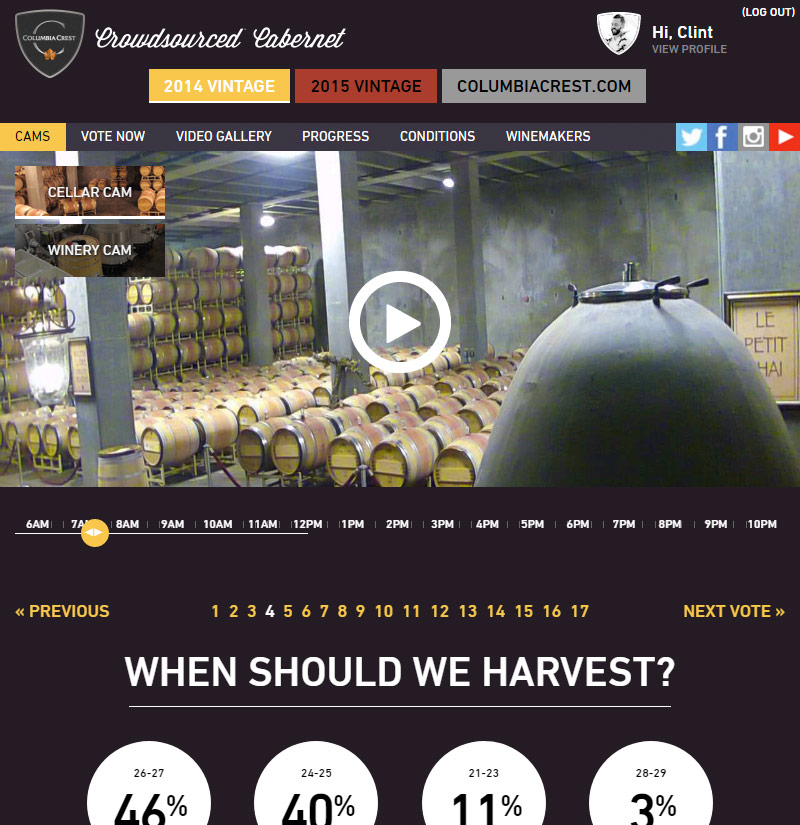 (LOG OUT)
COLUMBIA CREST
Crowdsourced Cabernet
Hi, Clint
VIEW PROFILE
2014 VINTAGE
2015 VINTAGE
COLUMBIACREST.COM
CAMS
VOTE NOW
VIDEO GALLERY
PROGRESS
CONDITIONS
WINEMAKERS
CELLAR CAM
WINERY CAM
LE
PETIT
6AM 7AM 8AM 9AM 10AM 11AM 12PM 1PM 2PM 3PM 4PM 5PM 6PM 7PM 8PM 9PM 10PM
« PREVIOUS
1 2 3 4 5 6 7 8 9 10 11 12 13 14 15 16 17
NEXT VOTE »
WHEN SHOULD WE HARVEST?
26-27
46%
24-25
40%
21-23
11%
28-29
3%